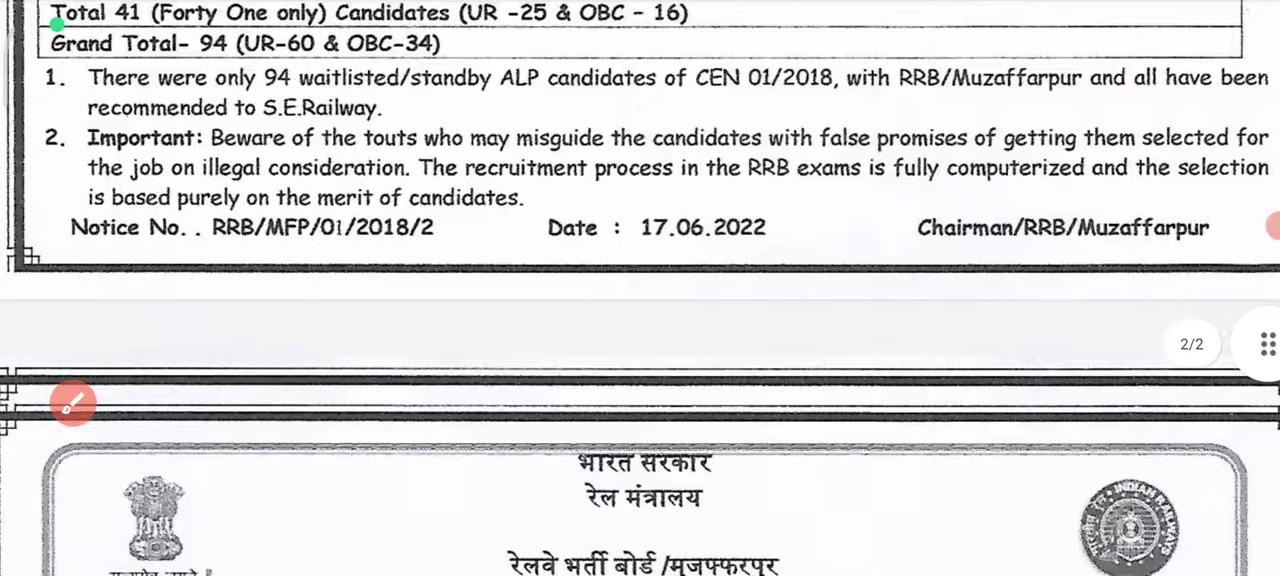 Total 41 (Forty One only) Candidates (UR -25 & OBC - 16)
Grand Total- 94 (UR-60 & OBC-34)
1. There were only 94 waitlisted/standby ALP candidates of CEN 01/2018, with RRB/Muzaffarpur and all have been
recommended to S.E.Railway.
2. Important: Beware of the touts who may misguide the candidates with false promises of getting them selected for
the job on illegal consideration. The recruitment process in the RRB exams is fully computerized and the selection
is based purely on the merit of candidates.
Notice No. . RRB/MFP/01/2018/2 Date : 17.06.2022 Chairman/RRB/Muzaffarpur
2/2
भारत सरकार
रेल मंत्रालय
INDIAN RAILWAYS
रेलवे भर्ती बोर्ड /मुजफ्फरपुर